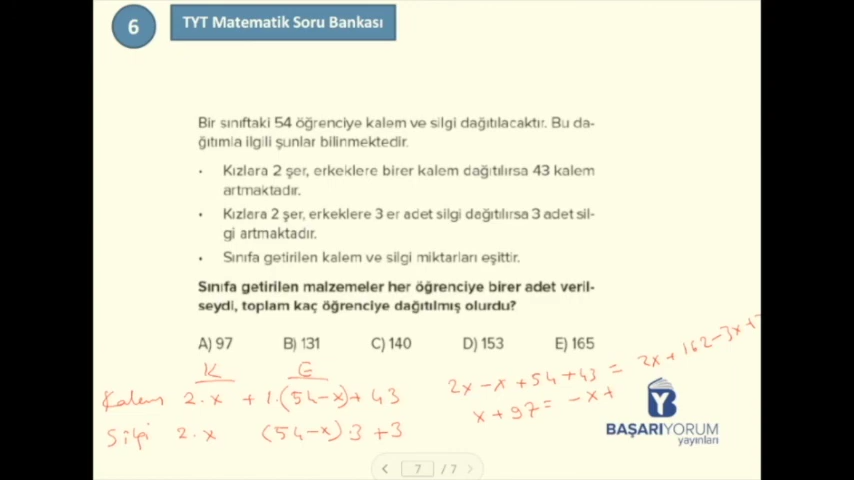 6
TYT Matematik Soru Bankası
Bir sınıftaki 54 öğrenciye kalem ve silgi dağıtılacaktır. Bu da-
ğıtımla ilgili şunlar bilinmektedir.
• Kızlara 2 şer, erkeklere birer kalem dağıtılırsa 43 kalem
artmaktadır.
• Kızlara 2 şer, erkeklere 3 er adet silgi dağıtılırsa 3 adet sil-
gi artmaktadır.
• Sınıfa getirilen kalem ve silgi miktarları eşittir.
Sınıfa getirilen malzemeler her öğrenciye birer adet veril-
seydi, toplam kaç öğrenciye dağıtılmış olurdu?
A) 97 B) 131 C) 140 D) 153 E) 165
K E
Kalem 2.x + 1.(54-x)+ 43
Silgi 2.x (54-x).3 +3
2x-x+54+43 = 2x+162-3x+
x+97= -x+
BAŞARIYORUM
yayınları
7 / 7